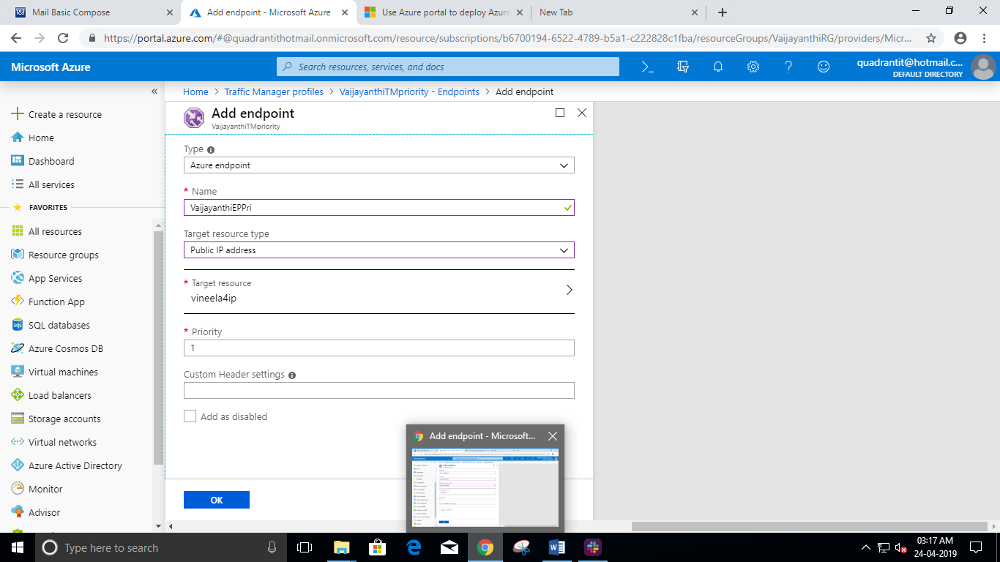 Mail Basic Compose
Add endpoint - Microsoft Azure
Use Azure portal to deploy Azure
New Tab
https://portal.azure.com/#@quadrantithotmail.onmicrosoft.com/resource/subscriptions/b6700194-6522-4789-b5a1-c222828c1fba/resourceGroups/VaijayanthiRG/providers/Micr...
Microsoft Azure
Search resources, services, and docs
quadrantit@hotmail.c...
DEFAULT DIRECTORY
Home > Traffic Manager profiles > VaijayanthiTMpriority - Endpoints > Add endpoint
Create a resource
Home
Dashboard
All services
FAVORITES
All resources
Resource groups
App Services
Function App
SQL databases
Azure Cosmos DB
Virtual machines
Load balancers
Storage accounts
Virtual networks
Azure Active Directory
Monitor
Advisor
Add endpoint
VaijayanthiTMpriority
Type
Azure endpoint
* Name
VaijayanthiEPPri
Target resource type
Public IP address
* Target resource
vineela4ip
* Priority
1
Custom Header settings
Add as disabled
OK
Add endpoint - Microsoft...
Type here to search
03:17 AM
24-04-2019